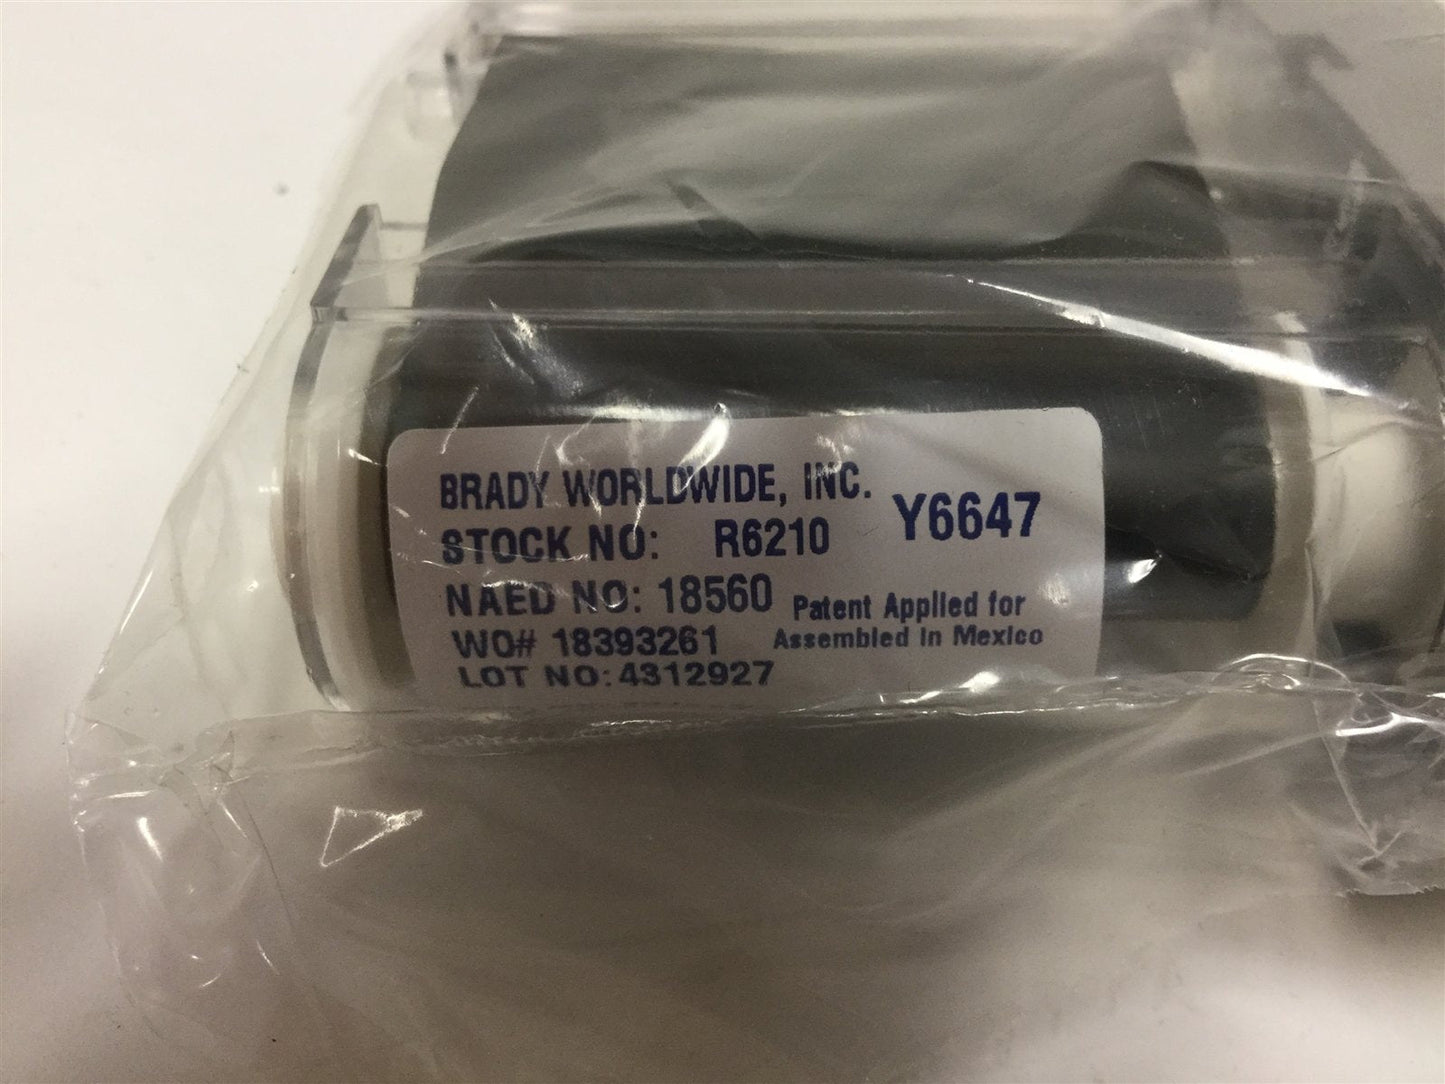 BRADY WORLDWIDE, INC.
STOCK NO: R6210 Y6647
NAED NO: 18560 Patent Applied for
WO# 18393261 Assembled in Mexico
LOT NO: 4312927